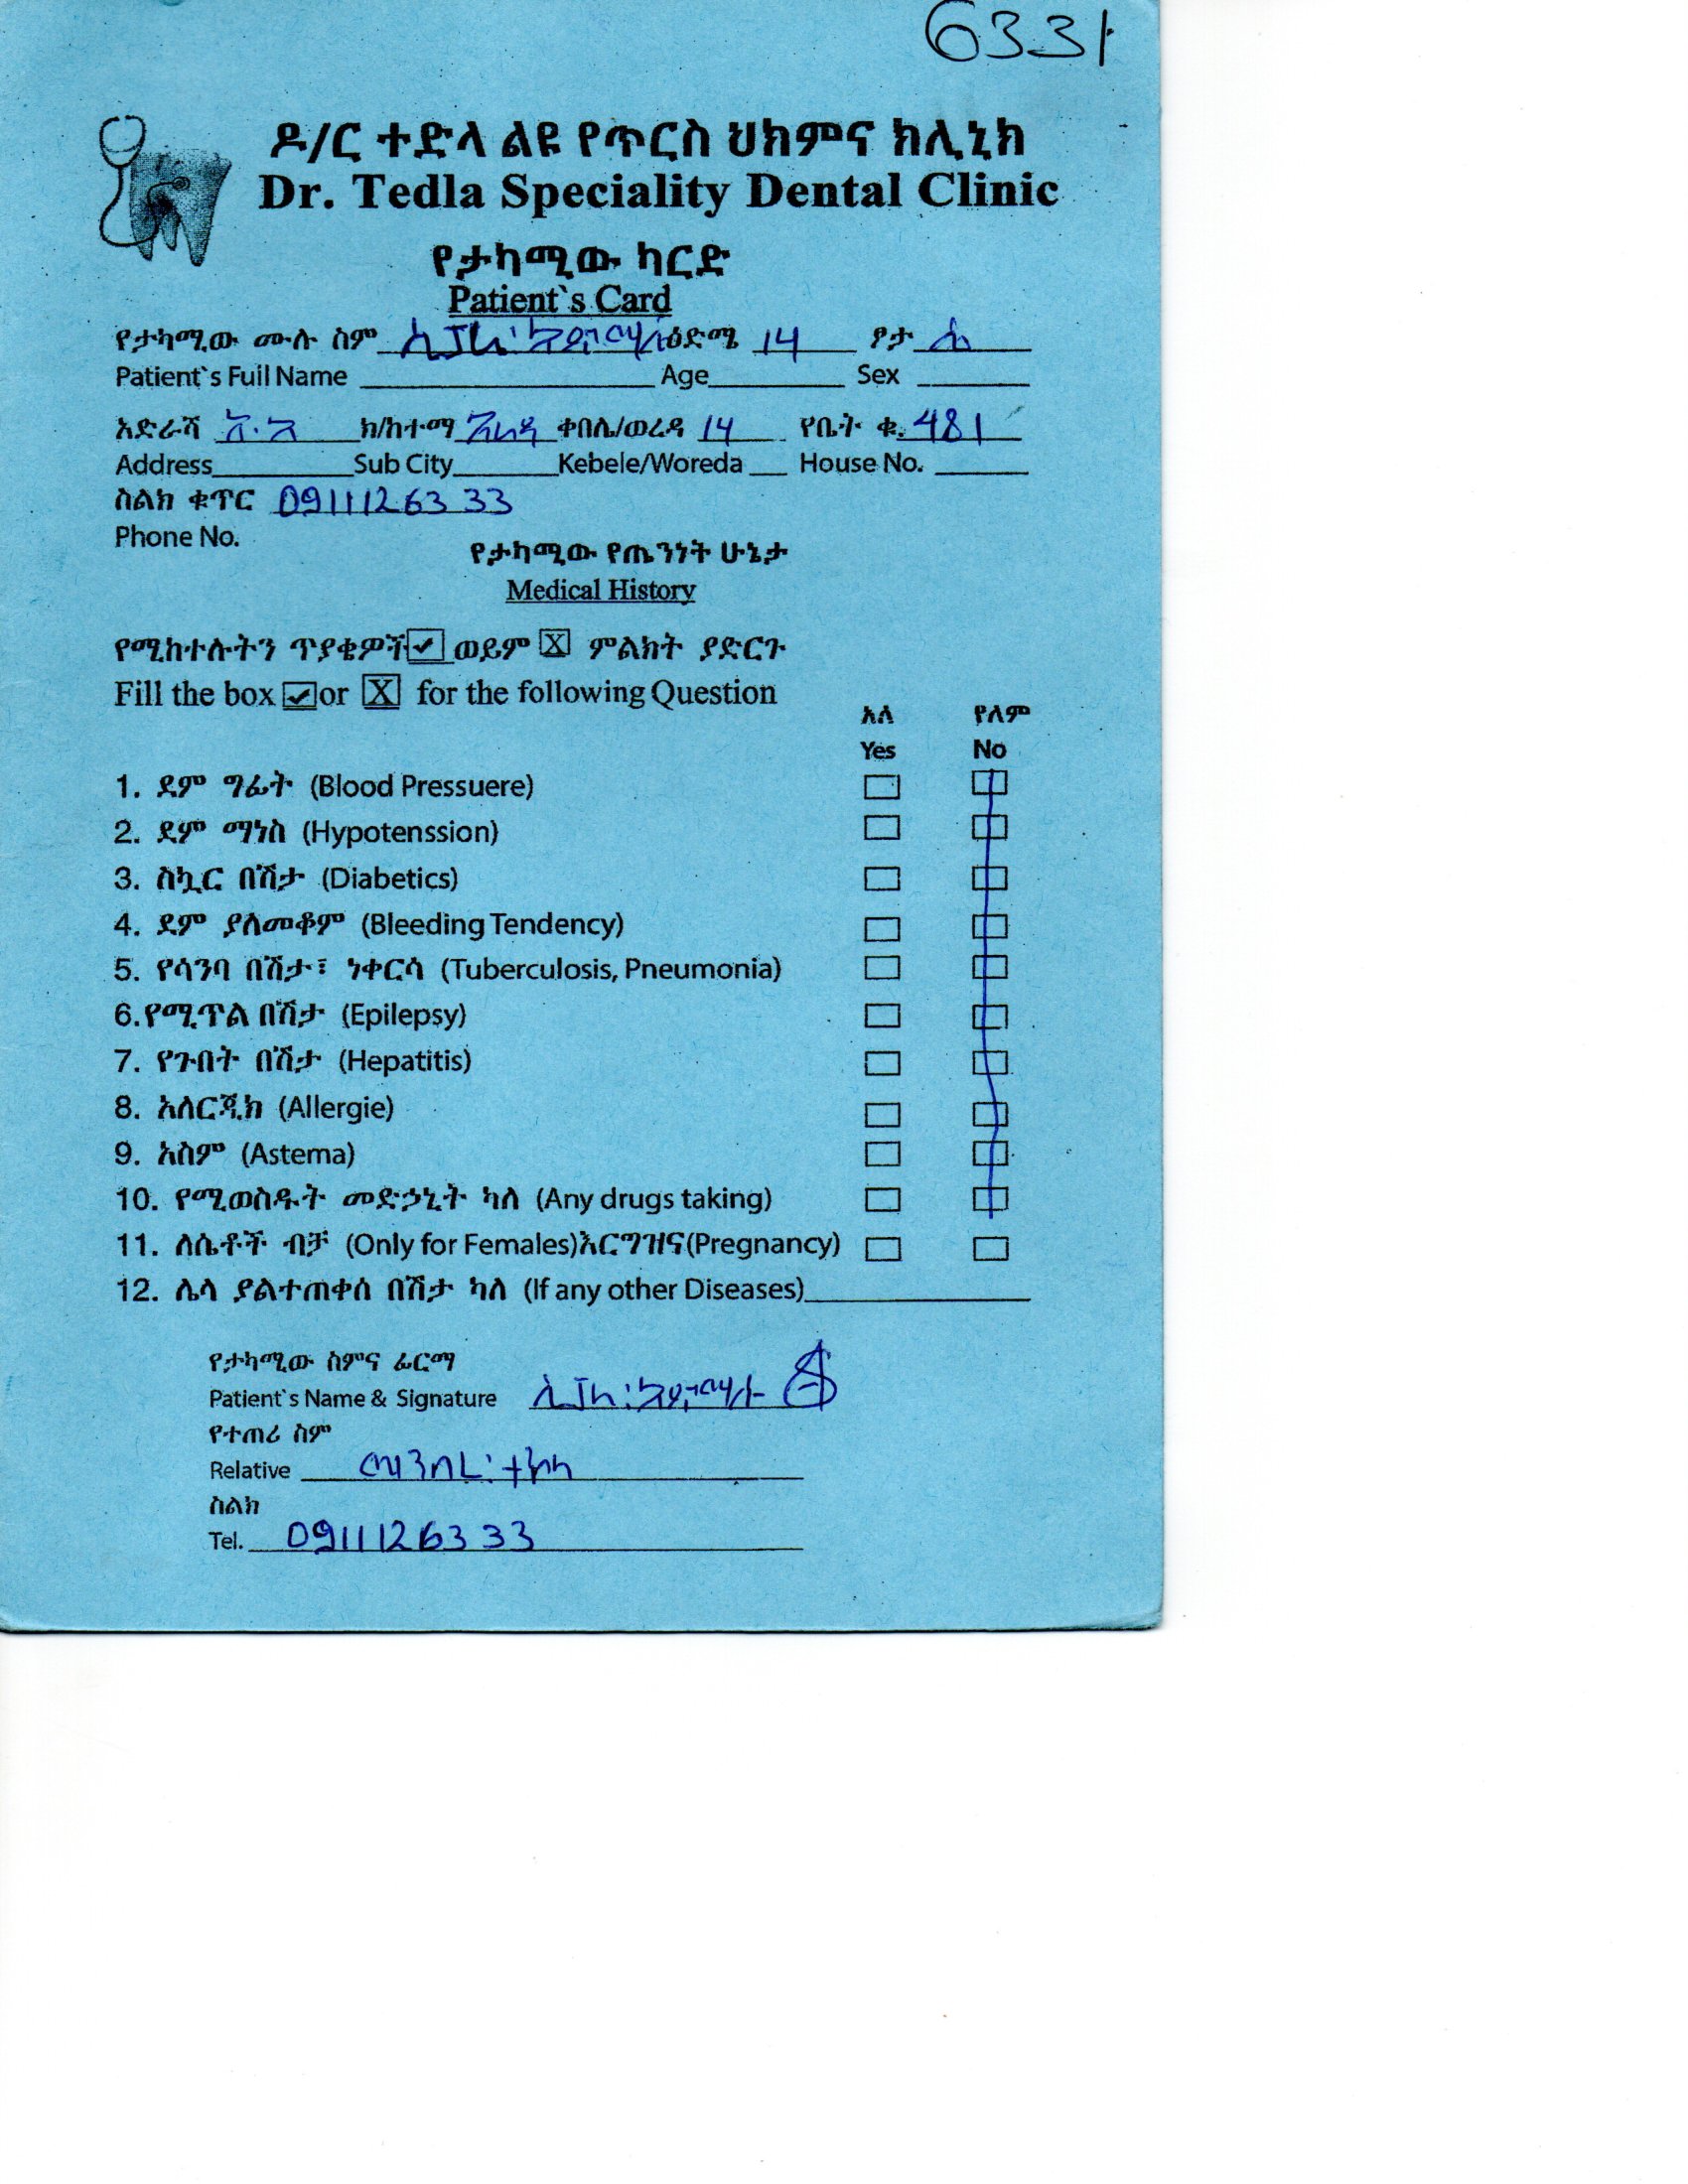 6331
ዶ/ር ተድላ ልዩ የጥርስ ህክምና ክሊኒክ
Dr. Tedla Speciality Dental Clinic
የታካሚው ካርድ
Patient`s Card
የታካሚው ሙሉ ስም ዕድሜ 14 ፆታ ሴ
Patient`s Full Name Age Sex
አድራሻ አ.አ ክ/ከተማ አራዳ ቀበሌ/ወረዳ 14 የቤት ቁ. 481
Address Sub City Kebele/Woreda House No.
ስልክ ቁጥር 0911126333
Phone No.
የታካሚው የጤንነት ሁኔታ
Medical History
የሚከተሉትን ጥያቄዎች ✓ ወይም X ምልክት ያድርጉ
Fill the box ✓ or X for the following Question
አለ የለም
Yes No
1. ደም ግፊት (Blood Pressuere)
2. ደም ማነስ (Hypotenssion)
3. ስኳር በሽታ (Diabetics)
4. ደም ያለመቆም (Bleeding Tendency)
5. የሳንባ በሽታ፣ ነቀርሳ (Tuberculosis, Pneumonia)
6.የሚጥል በሽታ (Epilepsy)
7. የጉበት በሽታ (Hepatitis)
8. አለርጂክ (Allergie)
9. አስም (Astema)
10. የሚወስዱት መድኃኒት ካለ (Any drugs taking)
11. ለሴቶች ብቻ (Only for Females)እርግዝና(Pregnancy)
12. ሌላ ያልተጠቀሰ በሽታ ካለ (If any other Diseases)
የታካሚው ስምና ፊርማ
Patient`s Name & Signature
የተጠሪ ስም
Relative
ስልክ
Tel. 0911126333